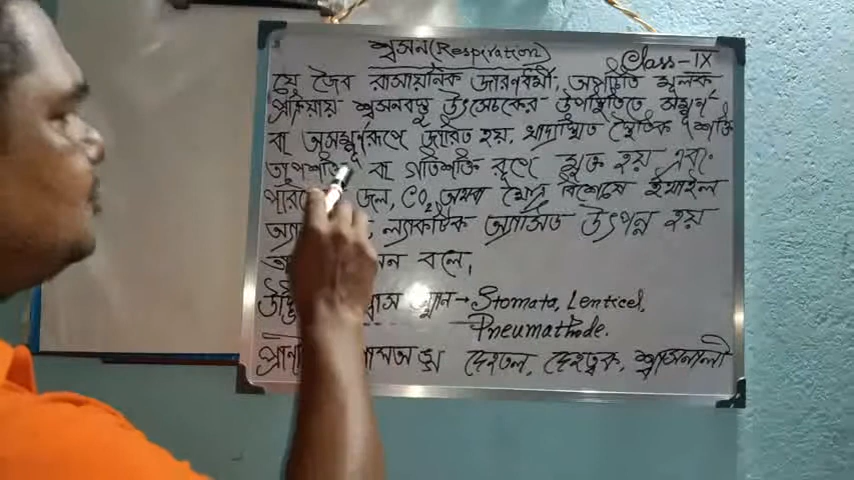 শ্বসন (Respiration)
Class-IX
যে জৈব রাসায়নিক জারণধর্মী, অপচিতি মূলক
প্রক্রিয়ায় শ্বসনবস্তু উৎসেচকের উপস্থিতিতে সম্পূর্ণ
বা অসম্পূর্ণরূপে জারিত হয়, খাদ্যস্থিত স্থৈতিক শক্তি
তাপশক্তি বা গতিশক্তি রূপে মুক্ত হয় এবং
জল, CO₂ অথবা ক্ষেত্র বিশেষে ইথাইল
ল্যাকটিক অ্যাসিড উৎপন্ন হয়
বলে,
স্থান → Stomata, Lenticel,
Pneumathode.
দেহতল, দেহত্বক, শ্বাসনালী